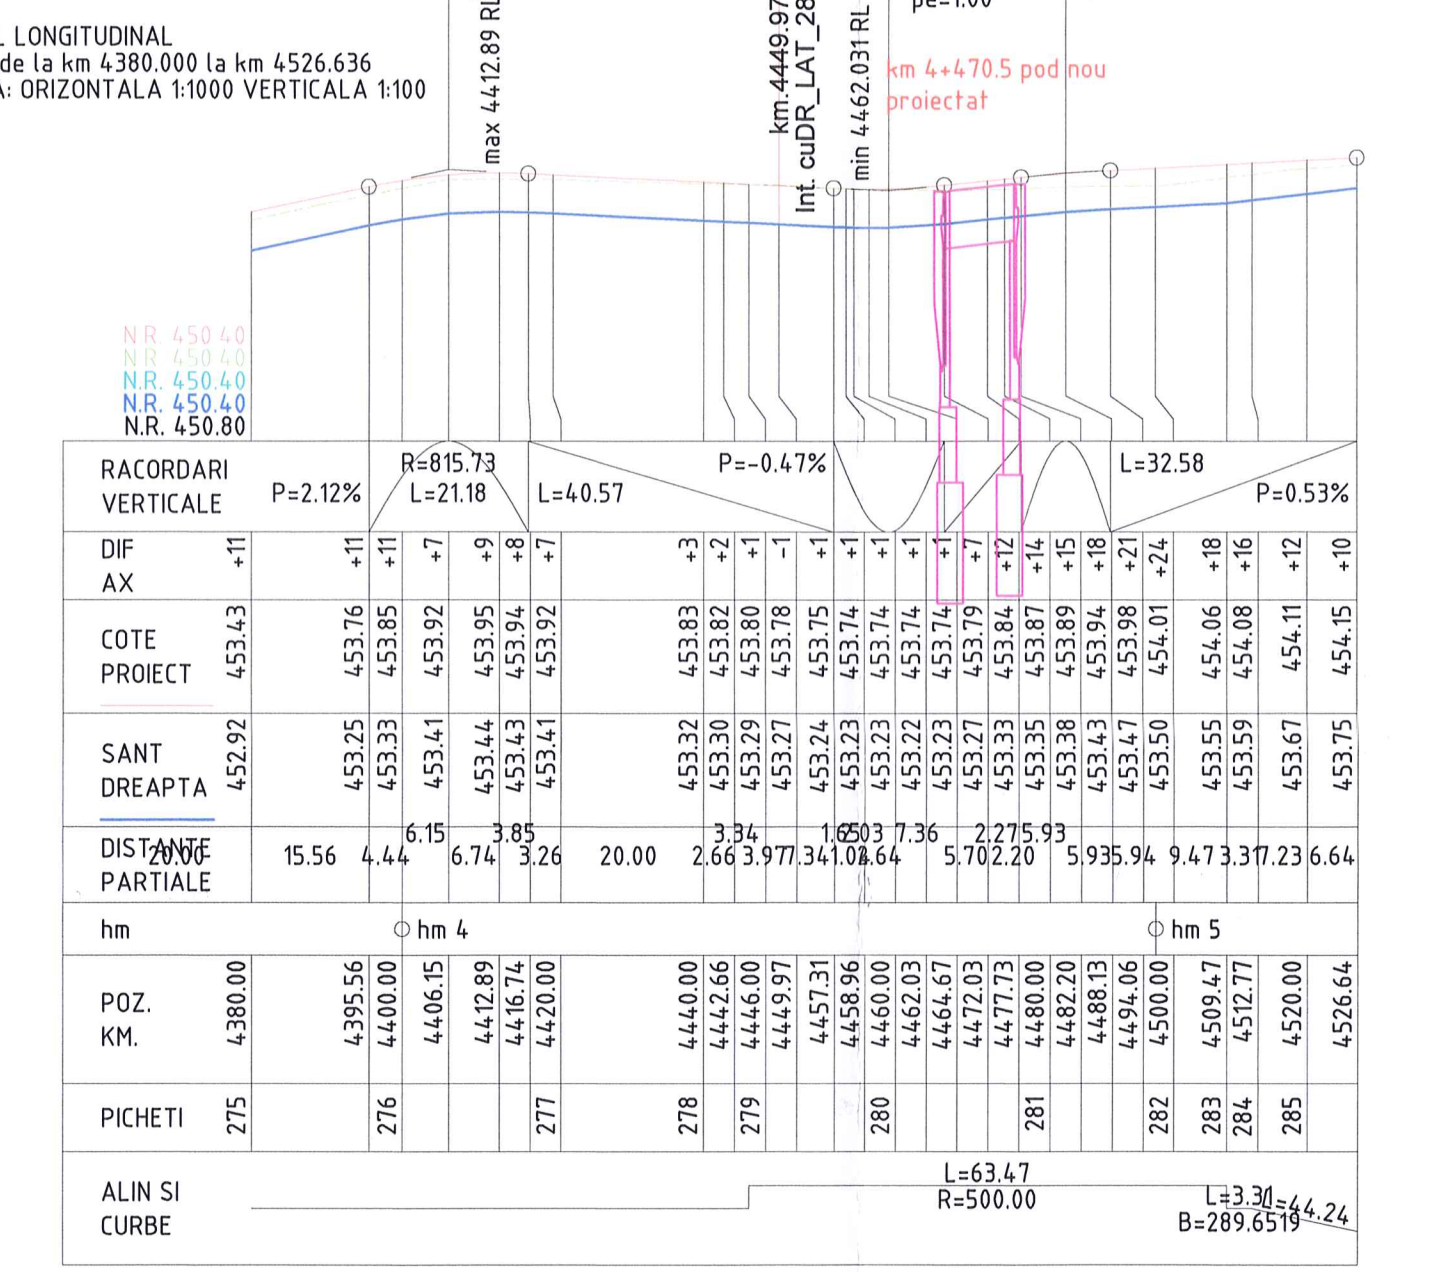 L LONGITUDINAL
de la km 4380.000 la km 4526.636
A: ORIZONTALA 1:1000 VERTICALA 1:100
max 4412.89 RL
km.4449.97
Int. cuDR_LAT_28
min 4462.031 RL
pe=1.00
km 4+470.5 pod nou
proiectat
N.R. 450.40
N.R. 450.40
N.R. 450.40
N.R. 450.40
N.R. 450.80
RACORDARI
VERTICALE
P=2.12%
R=815.73
L=21.18
L=40.57
P=-0.47%
L=32.58
P=0.53%
DIF
AX
+11 +11 +11 +7 +9 +8 +7 +3 +2 +1 -1 +1 +1 +1 +1 +1 +7 +12 +14 +15 +18 +21 +24 +18 +16 +12 +10
COTE
PROIECT
453.43 453.76 453.85 453.92 453.95 453.94 453.92 453.83 453.82 453.80 453.78 453.75 453.74 453.74 453.74 453.74 453.79 453.84 453.87 453.89 453.94 453.98 454.01 454.06 454.08 454.11 454.15
SANT
DREAPTA
452.92 453.25 453.33 453.41 453.44 453.43 453.41 453.32 453.30 453.29 453.27 453.24 453.23 453.23 453.22 453.23 453.27 453.33 453.35 453.38 453.43 453.47 453.50 453.55 453.59 453.67 453.75
DISTANTE
PARTIALE
6.15 3.85 3.34 1.65 2.03 7.36 2.27 5.93
20.00 15.56 4.44 6.74 3.26 20.00 2.66 3.97 7.34 1.04 2.64 5.70 2.20 5.93 5.94 9.47 3.31 7.23 6.64
hm
hm 4
hm 5
POZ.
KM.
4380.00 4395.56 4400.00 4406.15 4412.89 4416.74 4420.00 4440.00 4442.66 4446.00 4449.97 4457.31 4458.96 4460.00 4462.03 4464.67 4472.03 4477.73 4480.00 4482.20 4488.13 4494.06 4500.00 4509.47 4512.77 4520.00 4526.64
PICHETI
275 276 277 278 279 280 281 282 283 284 285
ALIN SI
CURBE
L=63.47
R=500.00
L=3.31
L=44.24
B=289.6519